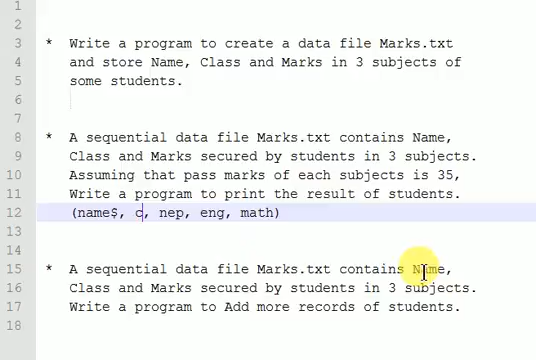 1
2
3 * Write a program to create a data file Marks.txt
4 and store Name, Class and Marks in 3 subjects of
5 some students.
6
7
8 * A sequential data file Marks.txt contains Name,
9 Class and Marks secured by students in 3 subjects.
10 Assuming that pass marks of each subjects is 35,
11 Write a program to print the result of students.
12 (name$, c, nep, eng, math)
13
14
15 * A sequential data file Marks.txt contains Name,
16 Class and Marks secured by students in 3 subjects.
17 Write a program to Add more records of students.
18